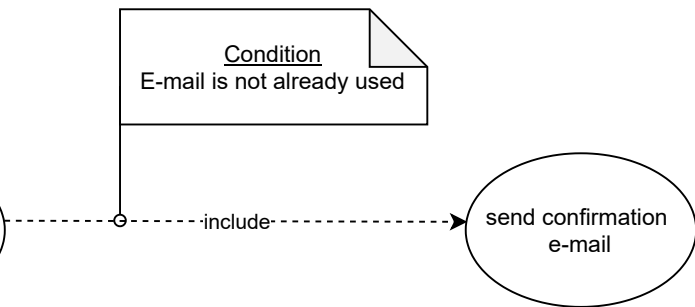 Condition
E-mail is not already used
include
send confirmation
e-mail